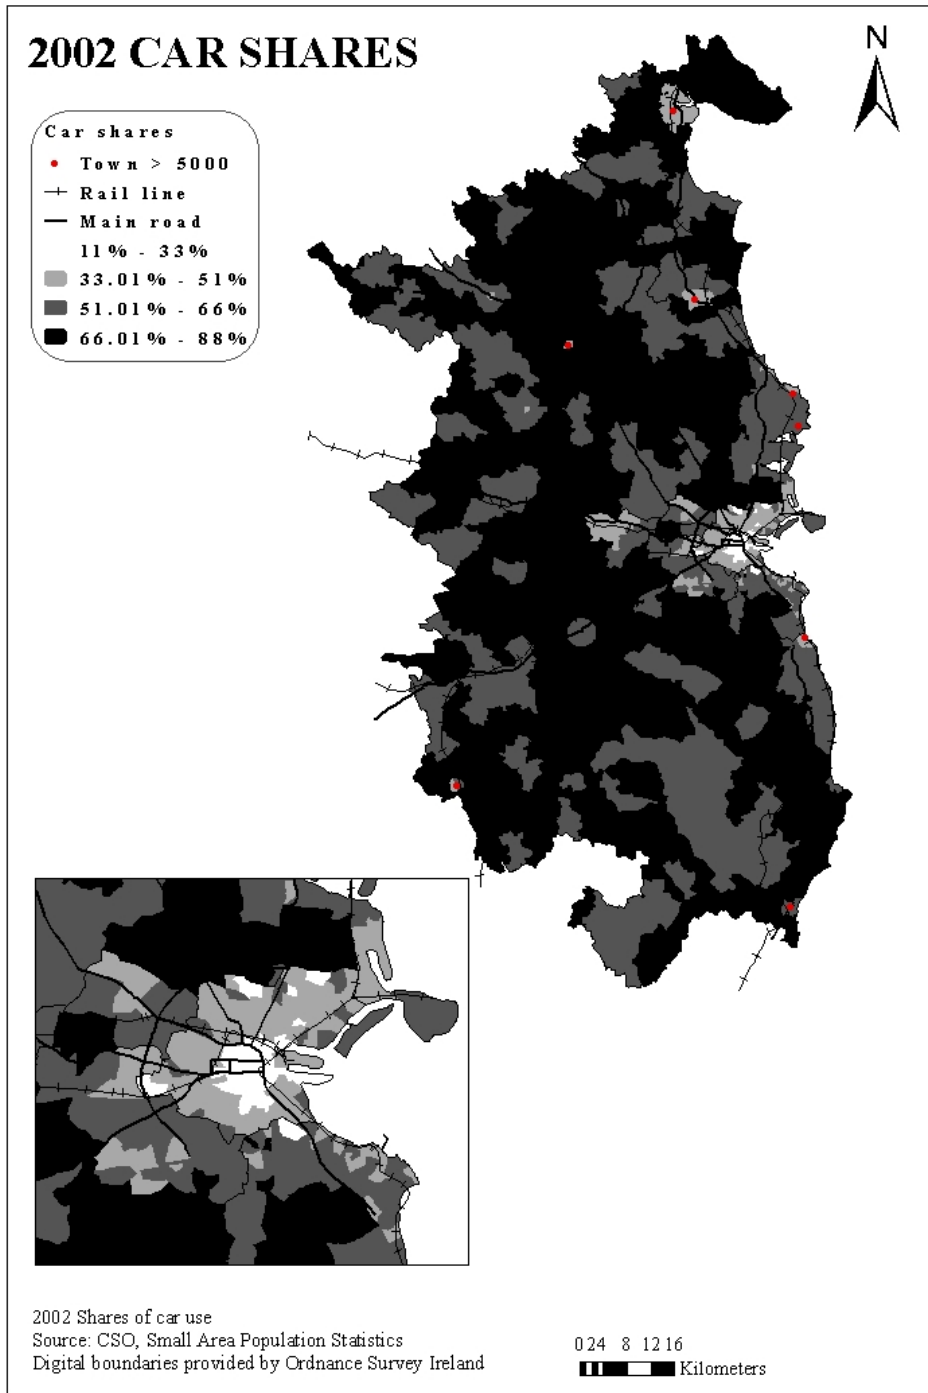 2002 CAR SHARES
N
Car shares
Town > 5000
Rail line
Main road
11% - 33%
33.01% - 51%
51.01% - 66%
66.01% - 88%
2002 Shares of car use
Source: CSO, Small Area Population Statistics
Digital boundaries provided by Ordnance Survey Ireland
0 2 4 8 12 16
Kilometers